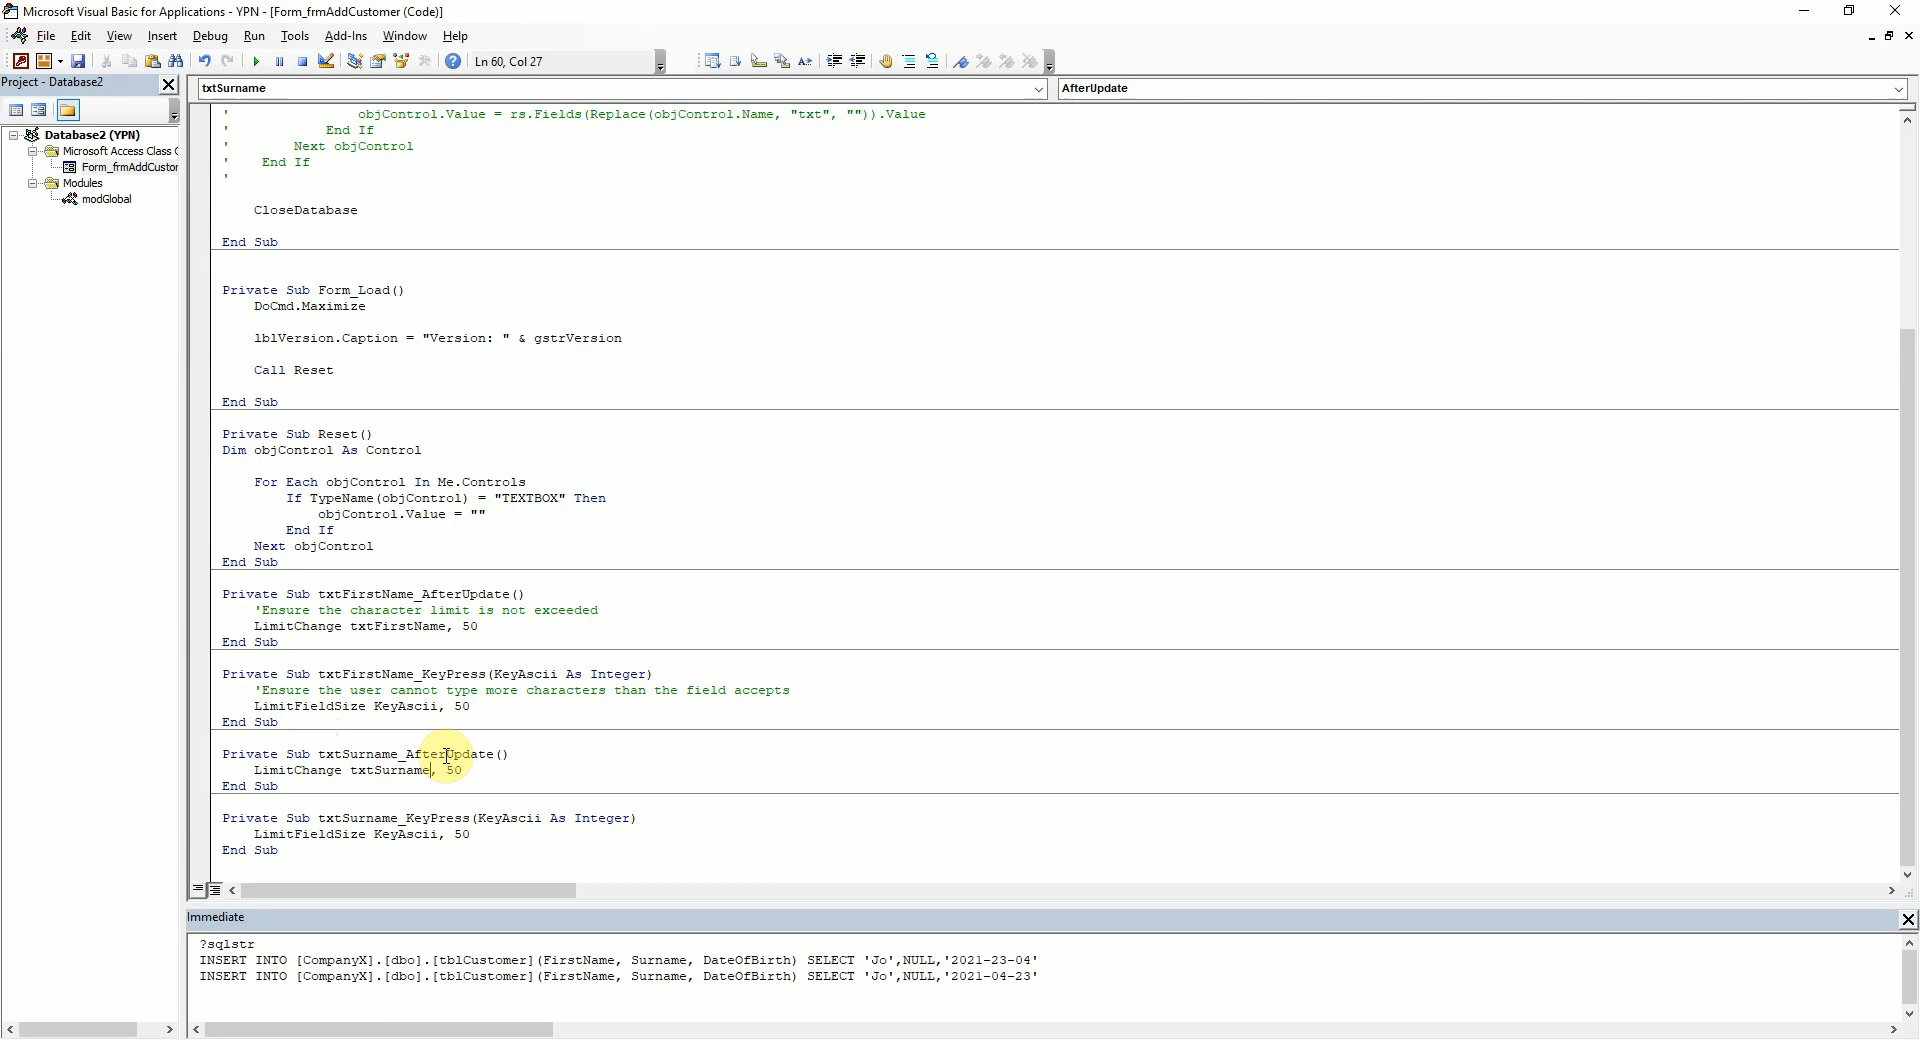 Microsoft Visual Basic for Applications - YPN - [Form_frmAddCustomer (Code)]
File Edit View Insert Debug Run Tools Add-Ins Window Help
Ln 60, Col 27
Project - Database2
txtSurname
AfterUpdate
Database2 (YPN)
Microsoft Access Class
Form_frmAddCustor
Modules
modGlobal
' objControl.Value = rs.Fields(Replace(objControl.Name, "txt", "")).Value
' End If
' Next objControl
' End If
'
CloseDatabase
End Sub
Private Sub Form_Load()
DoCmd.Maximize
lblVersion.Caption = "Version: " & gstrVersion
Call Reset
End Sub
Private Sub Reset()
Dim objControl As Control
For Each objControl In Me.Controls
If TypeName(objControl) = "TEXTBOX" Then
objControl.Value = ""
End If
Next objControl
End Sub
Private Sub txtFirstName_AfterUpdate()
'Ensure the character limit is not exceeded
LimitChange txtFirstName, 50
End Sub
Private Sub txtFirstName_KeyPress(KeyAscii As Integer)
'Ensure the user cannot type more characters than the field accepts
LimitFieldSize KeyAscii, 50
End Sub
Private Sub txtSurname_AfterUpdate()
LimitChange txtSurname, 50
End Sub
Private Sub txtSurname_KeyPress(KeyAscii As Integer)
LimitFieldSize KeyAscii, 50
End Sub
Immediate
?sqlstr
INSERT INTO [CompanyX].[dbo].[tblCustomer](FirstName, Surname, DateOfBirth) SELECT 'Jo',NULL,'2021-23-04'
INSERT INTO [CompanyX].[dbo].[tblCustomer](FirstName, Surname, DateOfBirth) SELECT 'Jo',NULL,'2021-04-23'